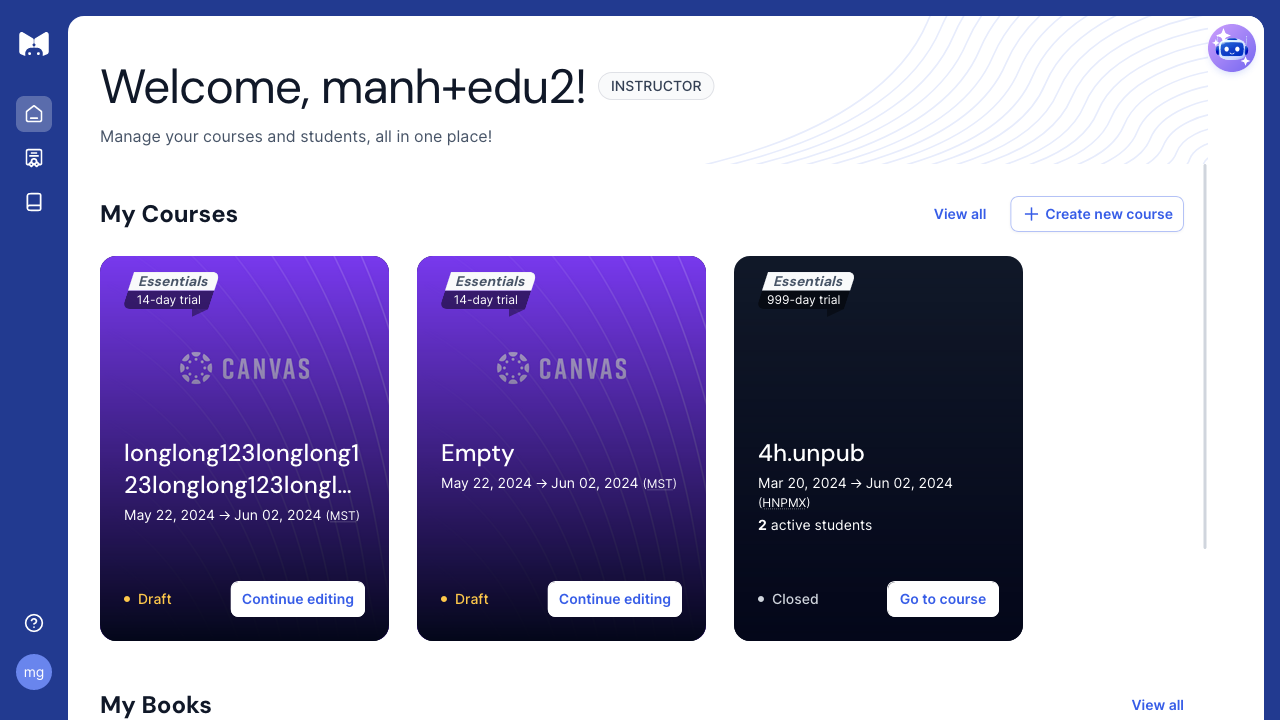 Welcome, manh+edu2!
INSTRUCTOR
Manage your courses and students, all in one place!
My Courses
View all
Create new course
Essentials
14-day trial
CANVAS
longlong123longlong1
23longlong123longl...
May 22, 2024 → Jun 02, 2024 (MST)
Draft
Continue editing
Essentials
14-day trial
CANVAS
Empty
May 22, 2024 → Jun 02, 2024 (MST)
Draft
Continue editing
Essentials
999-day trial
4h.unpub
Mar 20, 2024 → Jun 02, 2024
(HNPMX)
2 active students
Closed
Go to course
My Books
View all
mg